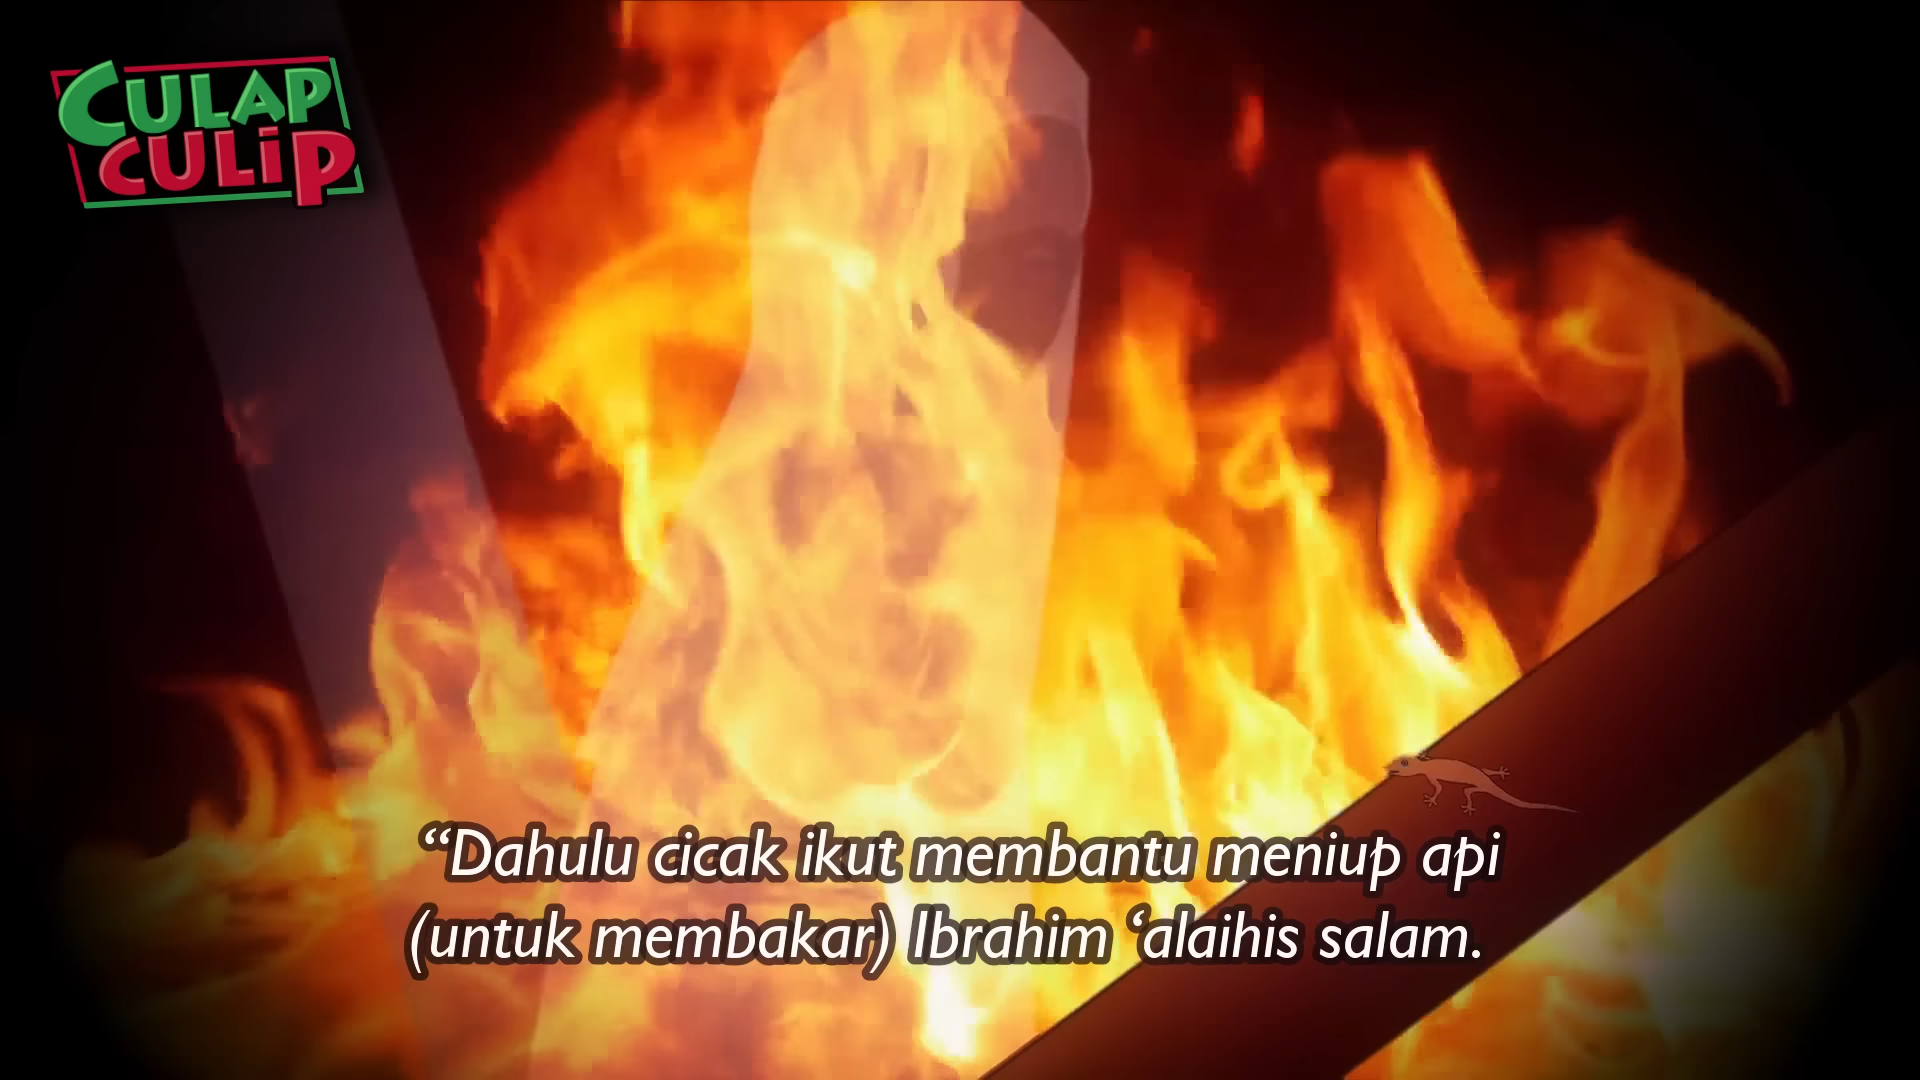 CULAP
CULiP
“Dahulu cicak ikut membantu meniup api
(untuk membakar) Ibrahim ‘alaihis salam.